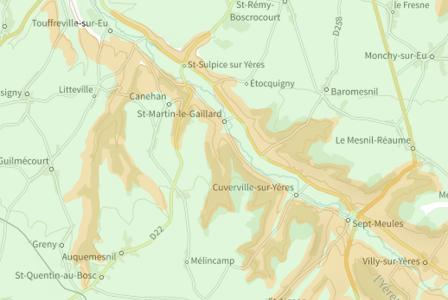 St-Rémy-
Boscrocourt
le Fresne
Touffreville-sur-Eu
D258
Monchy-sur-Eu
St-Sulpice sur Yères
Étocquigny
Litteville
Baromesnil
Canehan
St-Martin-le-Gaillard
Le Mesnil-Réaume
Guilmécourt
Cuverville-sur-Yères
Sept-Meules
D22
Greny
Auquemesnil
Mélincamp
Villy-sur-Yères
St-Quentin-au-Bosc
l'Yères